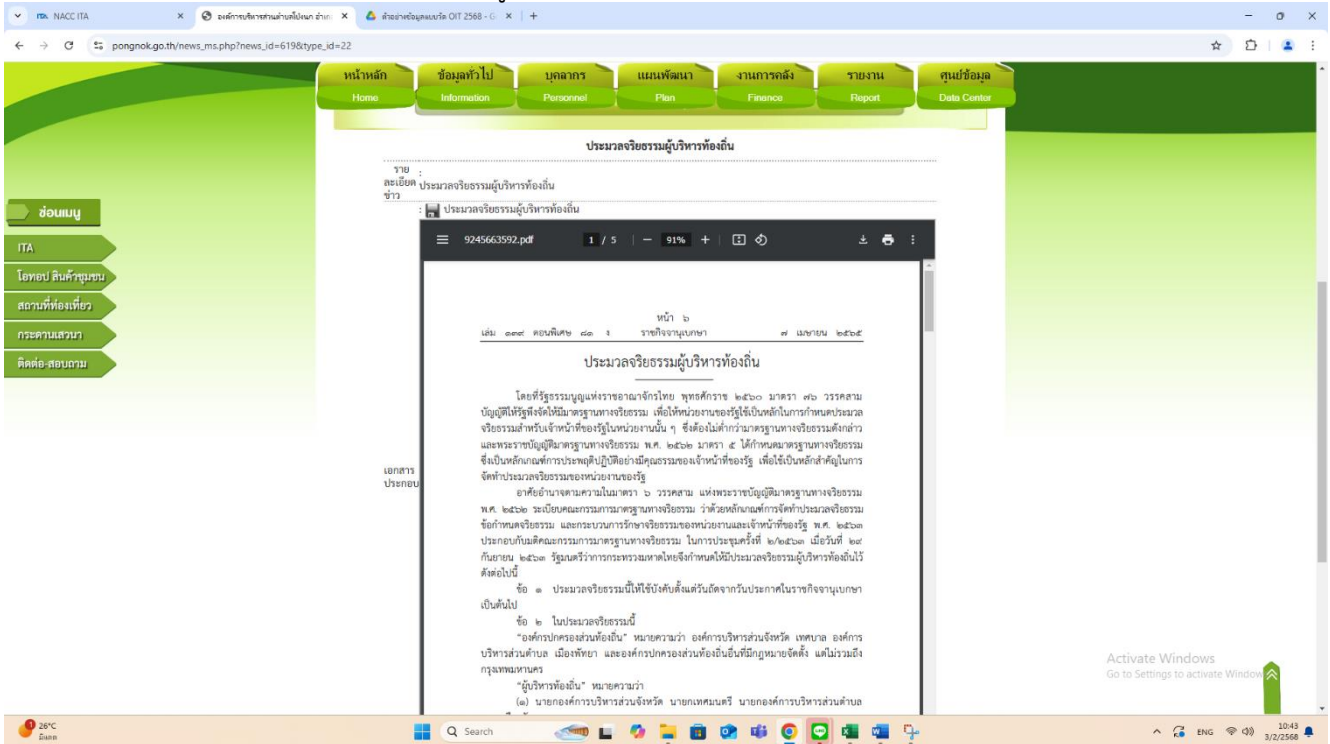 NACC ITA
องค์การบริหารส่วนตำบลโป่งนก อำเภ
ตัวอย่างข้อมูลแบบวัด OIT 2568 - G
pongnok.go.th/news_ms.php?news_id=619&type_id=22
หน้าหลัก ข้อมูลทั่วไป บุคลากร แผนพัฒนา งานการคลัง รายงาน ศูนย์ข้อมูล
Home Information Personnel Plan Finance Report Data Center
ประมวลจริยธรรมผู้บริหารท้องถิ่น
ราย
ละเอียด
ข่าว
:
ประมวลจริยธรรมผู้บริหารท้องถิ่น
: ประมวลจริยธรรมผู้บริหารท้องถิ่น
ซ่อนเมนู
ITA
โอทอป สินค้าชุมชน
สถานที่ท่องเที่ยว
กระดานเสวนา
ติดต่อ-สอบถาม
9245663592.pdf 1 / 5 | — 91% +
หน้า ๖
เล่ม ๑๓๙ ตอนพิเศษ ๘๑ ง ราชกิจจานุเบกษา ๗ เมษายน ๒๕๖๕
ประมวลจริยธรรมผู้บริหารท้องถิ่น
โดยที่รัฐธรรมนูญแห่งราชอาณาจักรไทย พุทธศักราช ๒๕๖๐ มาตรา ๗๖ วรรคสาม
บัญญัติให้รัฐพึงจัดให้มีมาตรฐานทางจริยธรรม เพื่อให้หน่วยงานของรัฐใช้เป็นหลักในการกำหนดประมวล
จริยธรรมสำหรับเจ้าหน้าที่ของรัฐในหน่วยงานนั้น ๆ ซึ่งต้องไม่ต่ำกว่ามาตรฐานทางจริยธรรมดังกล่าว
และพระราชบัญญัติมาตรฐานทางจริยธรรม พ.ศ. ๒๕๖๒ มาตรา ๕ ได้กำหนดมาตรฐานทางจริยธรรม
ซึ่งเป็นหลักเกณฑ์การประพฤติปฏิบัติอย่างมีคุณธรรมของเจ้าหน้าที่ของรัฐ เพื่อใช้เป็นหลักสำคัญในการ
จัดทำประมวลจริยธรรมของหน่วยงานของรัฐ
เอกสาร
ประกอบ
อาศัยอำนาจตามความในมาตรา ๖ วรรคสาม แห่งพระราชบัญญัติมาตรฐานทางจริยธรรม
พ.ศ. ๒๕๖๒ ระเบียบคณะกรรมการมาตรฐานทางจริยธรรม ว่าด้วยหลักเกณฑ์การจัดทำประมวลจริยธรรม
ข้อกำหนดจริยธรรม และกระบวนการรักษาจริยธรรมของหน่วยงานและเจ้าหน้าที่ของรัฐ พ.ศ. ๒๕๖๓
ประกอบกับมติคณะกรรมการมาตรฐานทางจริยธรรม ในการประชุมครั้งที่ ๒/๒๕๖๓ เมื่อวันที่ ๒๙
กันยายน ๒๕๖๓ รัฐมนตรีว่าการกระทรวงมหาดไทยจึงกำหนดให้มีประมวลจริยธรรมผู้บริหารท้องถิ่นไว้
ดังต่อไปนี้
ข้อ ๑ ประมวลจริยธรรมนี้ให้ใช้บังคับตั้งแต่วันถัดจากวันประกาศในราชกิจจานุเบกษา
เป็นต้นไป
ข้อ ๒ ในประมวลจริยธรรมนี้
“องค์กรปกครองส่วนท้องถิ่น” หมายความว่า องค์การบริหารส่วนจังหวัด เทศบาล องค์การ
บริหารส่วนตำบล เมืองพัทยา และองค์กรปกครองส่วนท้องถิ่นอื่นที่มีกฎหมายจัดตั้ง แต่ไม่รวมถึง
กรุงเทพมหานคร
“ผู้บริหารท้องถิ่น” หมายความว่า
(๑) นายกองค์การบริหารส่วนจังหวัด นายกเทศมนตรี นายกองค์การบริหารส่วนตำบล
Activate Windows
Go to Settings to activate Window
1
26°C
Search
ENG
10:43
3/2/2568